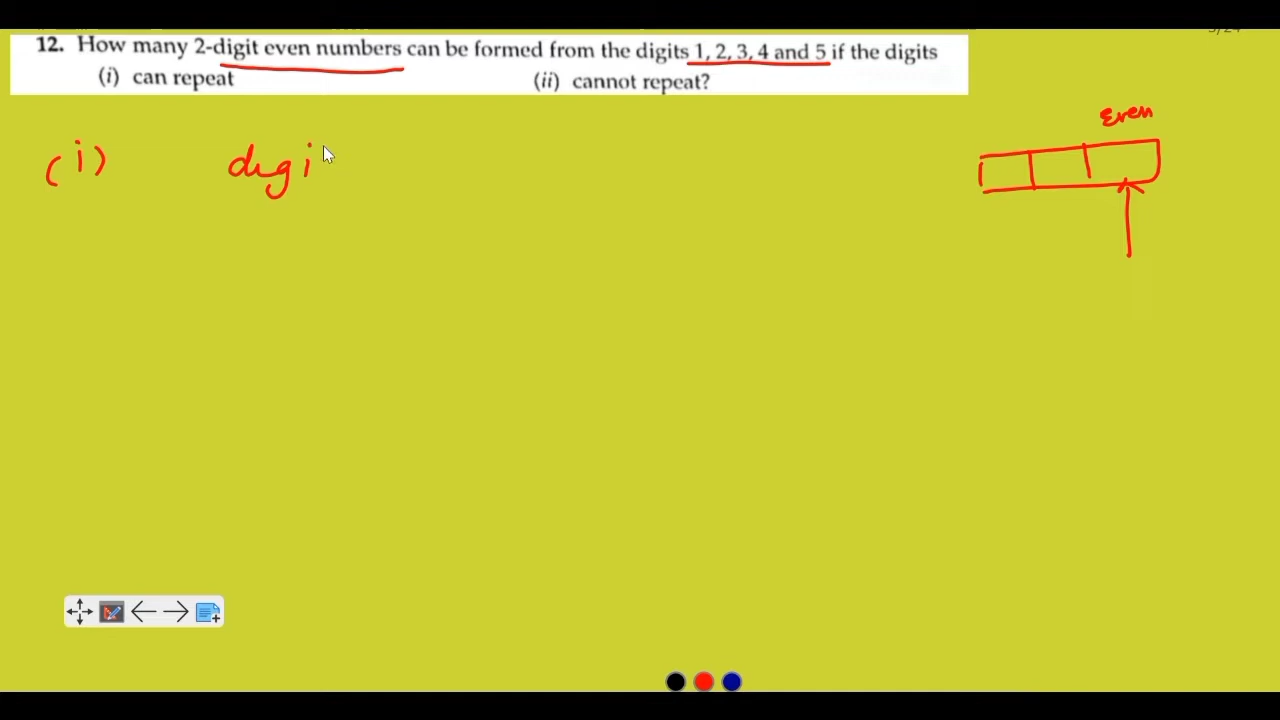 12. How many 2-digit even numbers can be formed from the digits 1, 2, 3, 4 and 5 if the digits
(i) can repeat (ii) cannot repeat?
Even
(i) digi